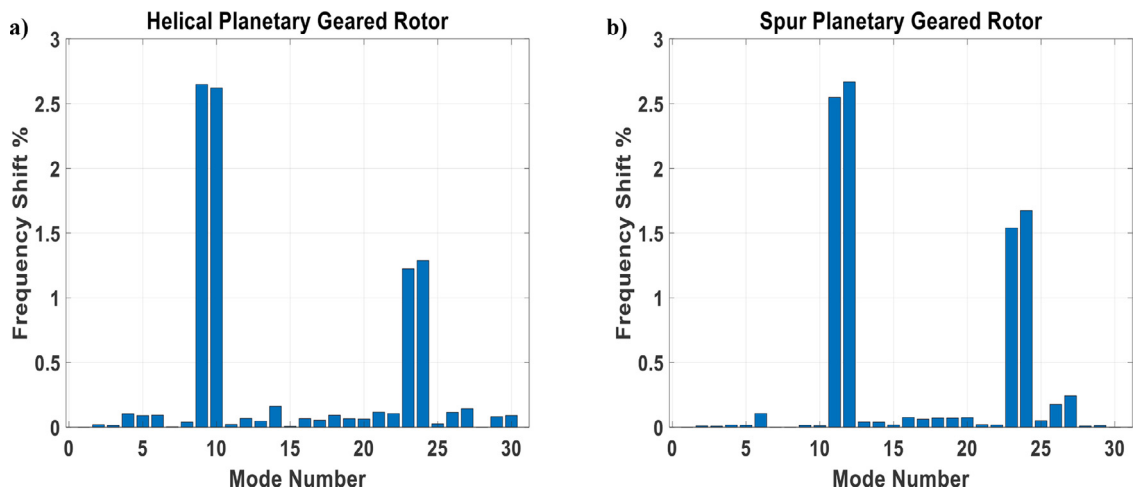 a)
Helical Planetary Geared Rotor
Frequency Shift %
3
2.5
2
1.5
1
0.5
0
0 5 10 15 20 25 30
Mode Number
b)
Spur Planetary Geared Rotor
Frequency Shift %
3
2.5
2
1.5
1
0.5
0
0 5 10 15 20 25 30
Mode Number